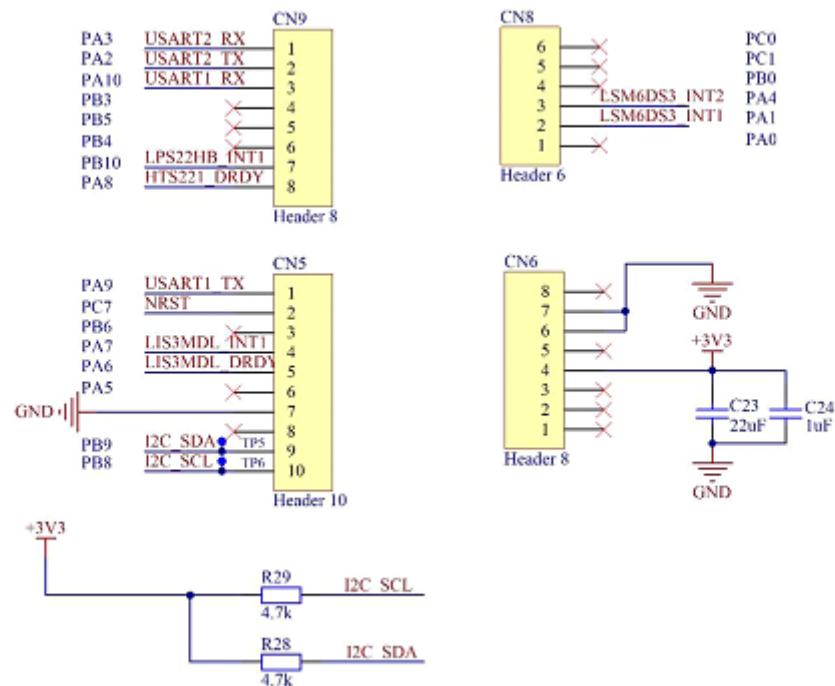 CN9
PA3 USART2_RX 1
PA2 USART2_TX 2
PA10 USART1_RX 3
PB3 4
PB5 5
PB4 6
PB10 LPS22HB_INT1 7
PA8 HTS221_DRDY 8
Header 8
CN8
6 PC0
5 PC1
4 PB0
3 LSM6DS3_INT2 PA4
2 LSM6DS3_INT1 PA1
1 PA0
Header 6
CN5
PA9 USART1_TX 1
PC7 NRST 2
PB6 3
PA7 LIS3MDL_INT1 4
PA6 LIS3MDL_DRDY 5
PA5 6
GND 7
8
PB9 I2C_SDA TP5 9
PB8 I2C_SCL TP6 10
Header 10
CN6
8
7
6
5
4
3
2
1
Header 8
GND
+3V3
C23
22uF
C24
1uF
GND
+3V3
R29
4.7k
I2C_SCL
R28
4.7k
I2C_SDA